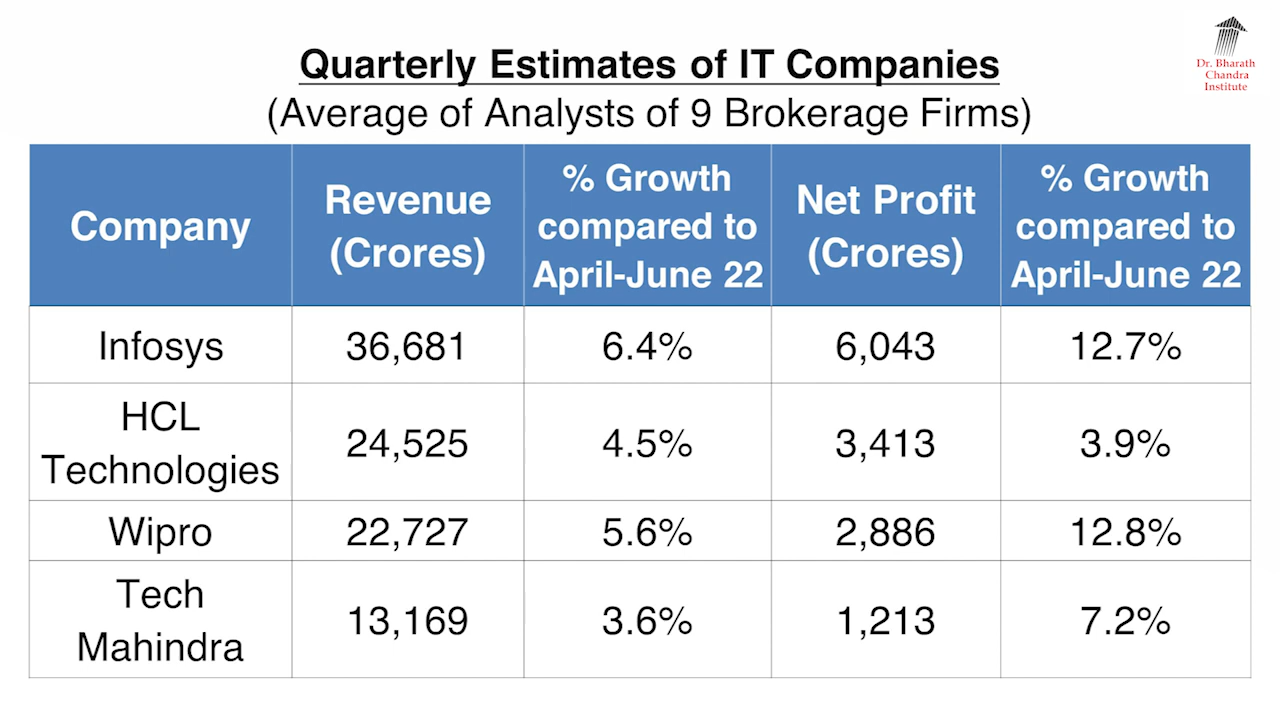 Dr. Bharath
Chandra
Institute
Quarterly Estimates of IT Companies
(Average of Analysts of 9 Brokerage Firms)
Company
Revenue
(Crores)
% Growth
compared to
April-June 22
Net Profit
(Crores)
% Growth
compared to
April-June 22
Infosys
36,681
6.4%
6,043
12.7%
HCL
Technologies
24,525
4.5%
3,413
3.9%
Wipro
22,727
5.6%
2,886
12.8%
Tech
Mahindra
13,169
3.6%
1,213
7.2%